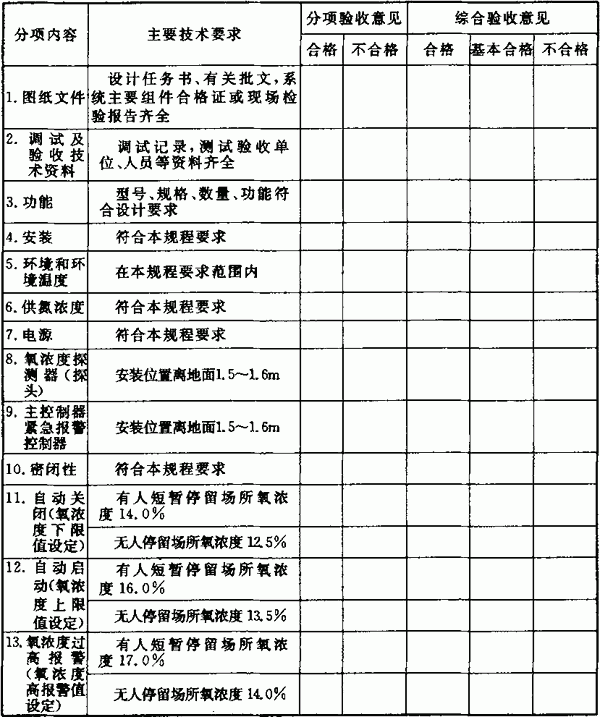 分项内容 主要技术要求 分项验收意见 综合验收意见
合格 不合格 合格 基本合格 不合格
1.图纸文件
设计任务书、有关批文,系
统主要组件合格证或现场检
验报告齐全
2.调试及
验收技
术资料
调试记录,测试验收单
位、人员等资料齐全
3.功能
型号、规格、数量、功能符
合设计要求
4.安装 符合本规程要求
5.环境和环
境温度
在本规程要求范围内
6.供氮浓度 符合本规程要求
7.电源 符合本规程要求
8.氧浓度探
测器(探
头)
安装位置离地面1.5～1.6m
9.主控制器
紧急报警
控制器
安装位置离地面1.5～1.6m
10.密闭性 符合本规程要求
11.自动关
闭(氧浓
度下限
值设定)
有人短暂停留场所氧浓
度14.0%
无人停留场所氧浓度12.5%
12.自动启
动(氧浓
度上限
值设定)
有人短暂停留场所氧浓
度16.0%
无人停留场所氧浓度13.5%
13.氧浓度过
高报警
(氧浓度
高报警值
设定)
有人短暂停留场所氧浓
度17.0%
无人停留场所氧浓度14.0%